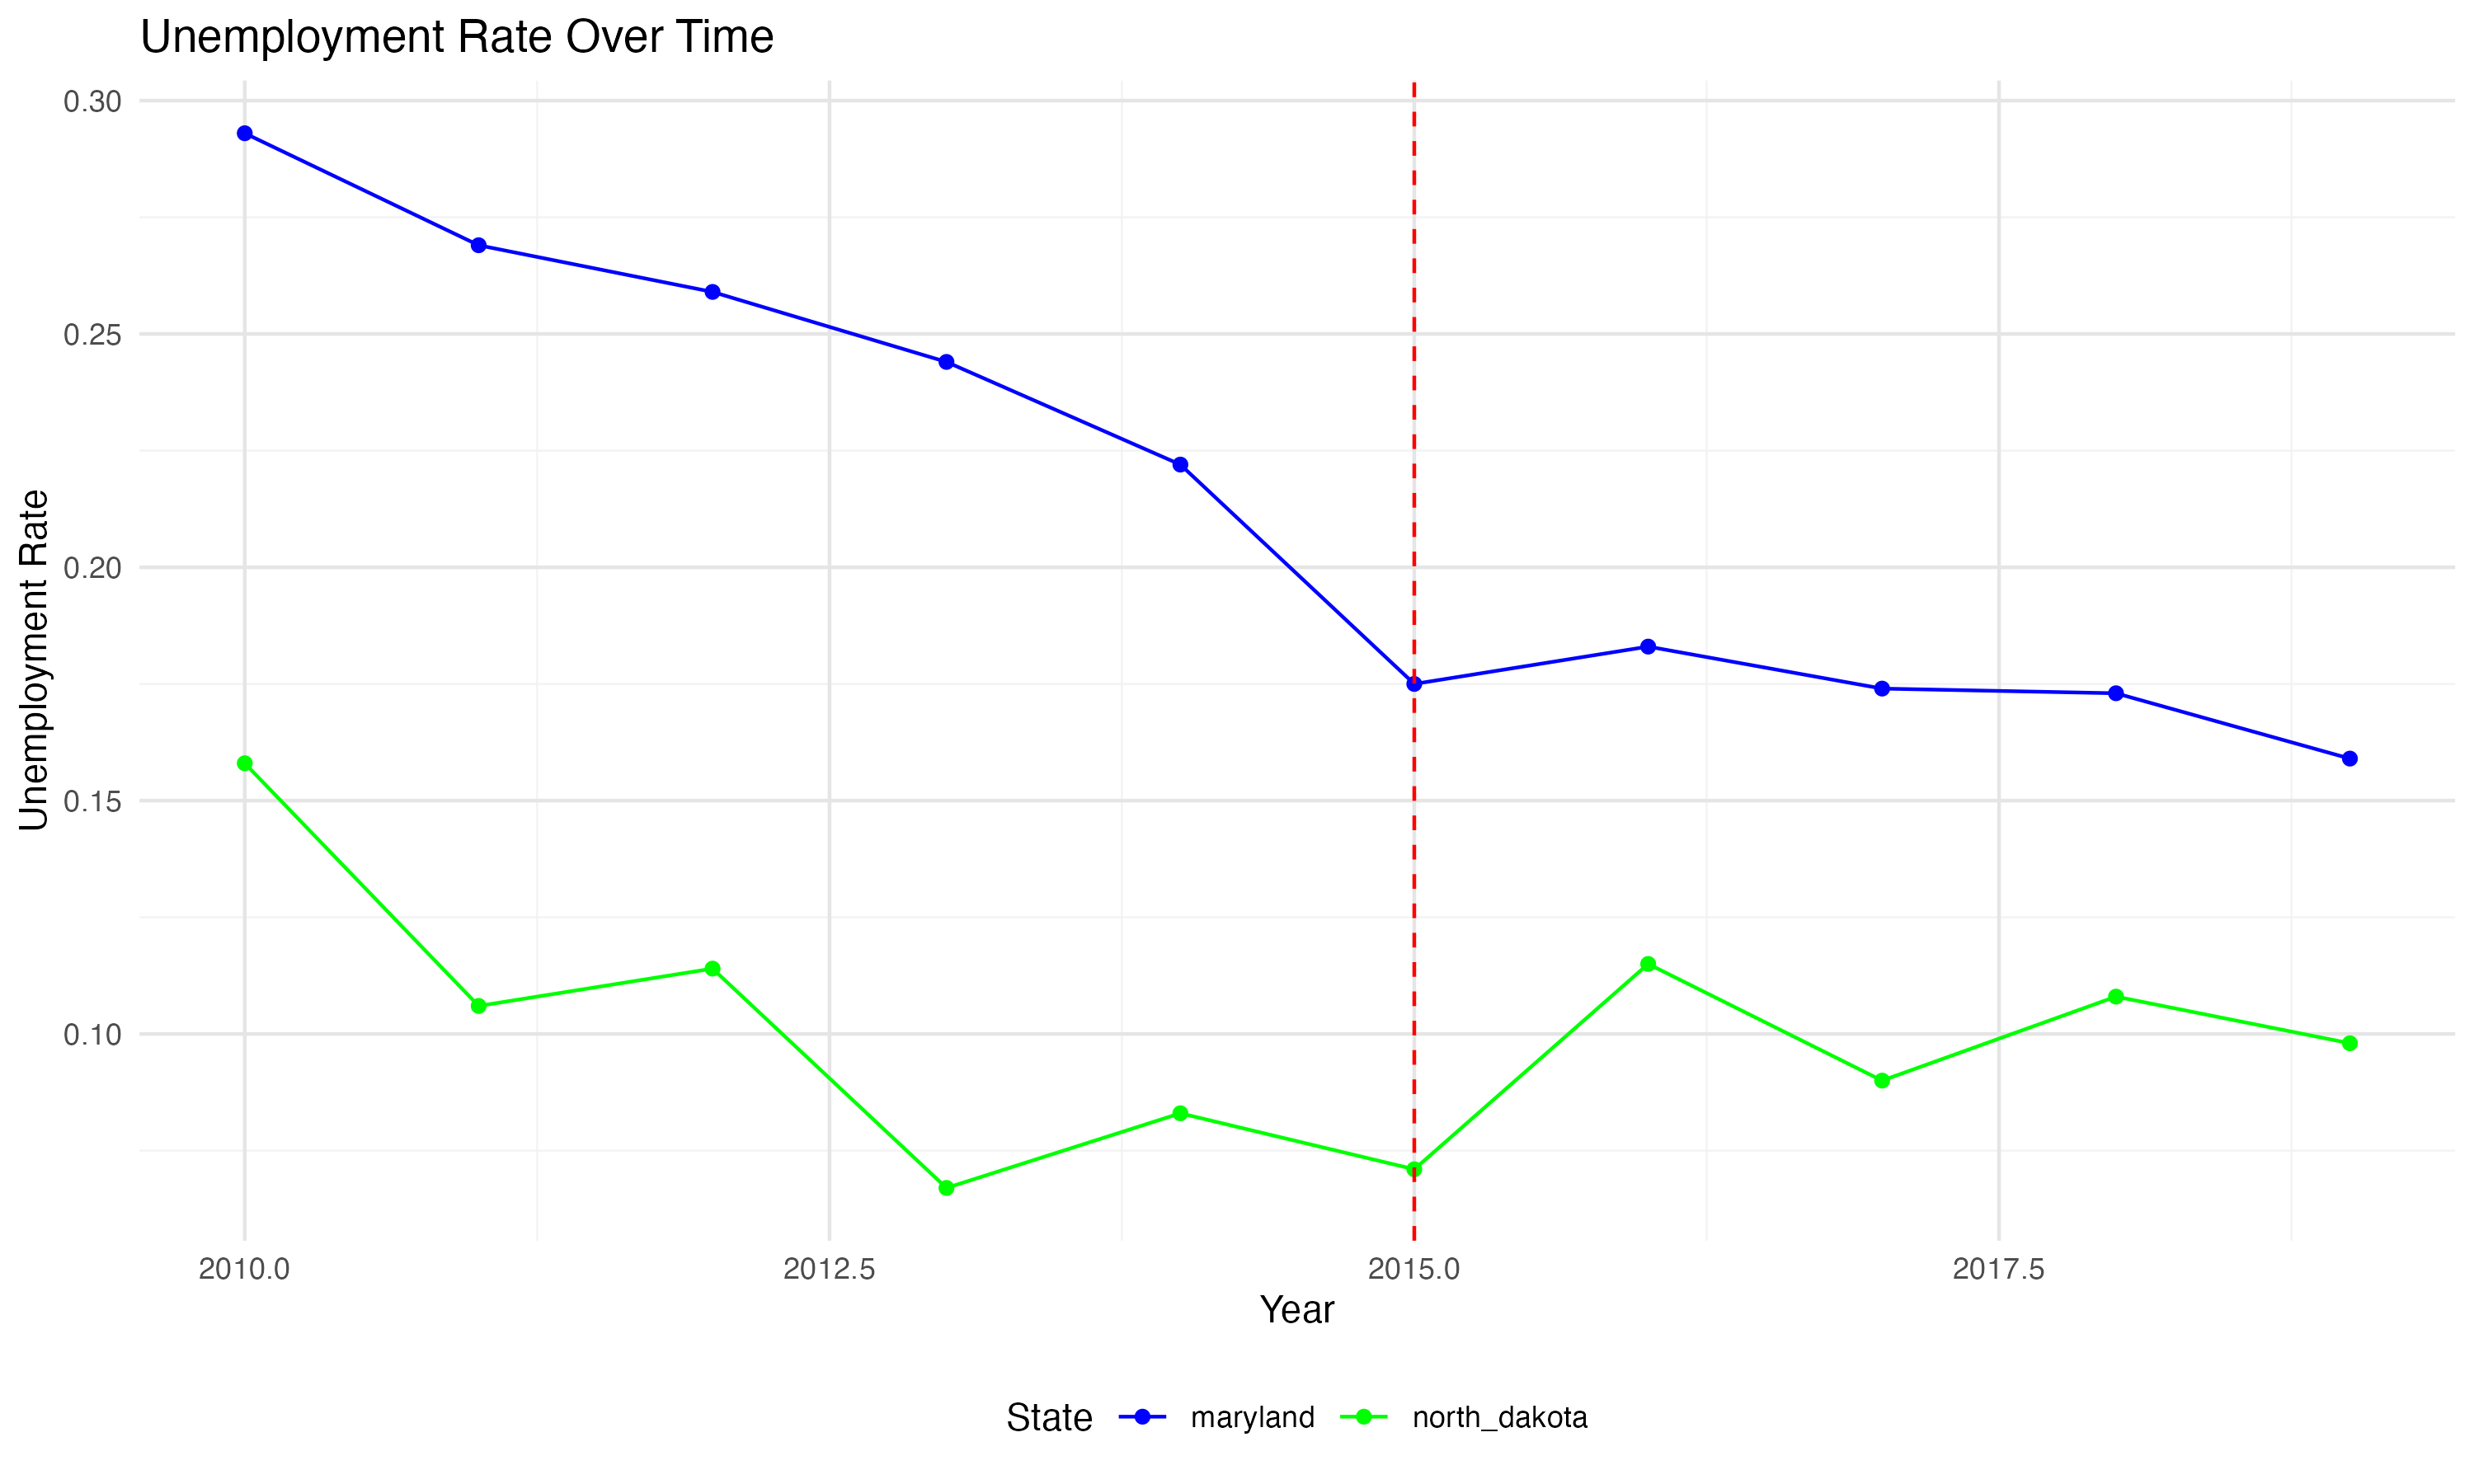 Unemployment Rate Over Time
0.30
0.25
0.20
0.15
0.10
Unemployment Rate
2010.0 2012.5 2015.0 2017.5
Year
State maryland north_dakota